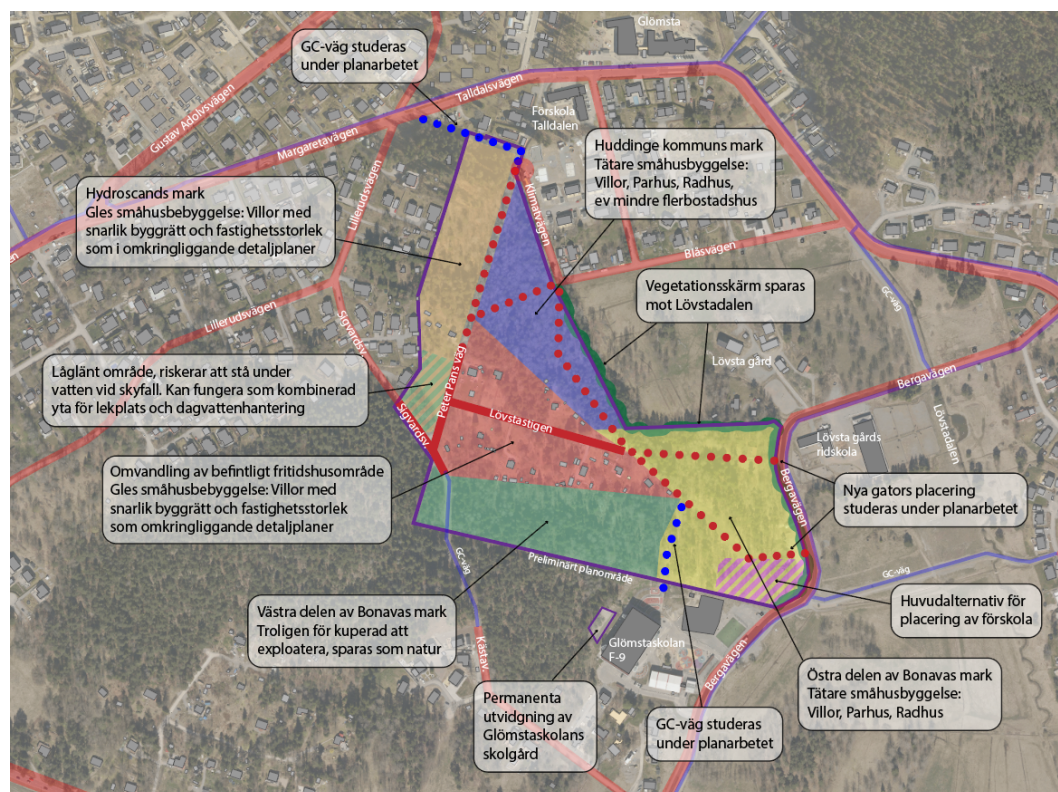 Glömsta
GC-väg studeras
under planarbetet
Gustav Adolvsvägen
Talldalsvägen
Margaretavägen
Förskola
Talldalen
Huddinge kommuns mark
Tätare småhusbyggelse:
Villor, Parhus, Radhus,
ev mindre flerbostadshus
Hydroscands mark
Gles småhusbebyggelse: Villor med
snarlik byggrätt och fastighetsstorlek
som i omkringliggande detaljplaner
Lillerudsvägen
Klimatvägen
Blåsvägen
Vegetationsskärm sparas
mot Lövstadalen
GC-väg
Lillerudsvägen
Sigvardsv.
Lövsta gård
Bergavägen
Låglänt område, riskerar att stå under
vatten vid skyfall. Kan fungera som kombinerad
yta för lekplats och dagvattenhantering
Peter Pans väg
Sigvardsv.
Lövstastigen
Lövstadalen
Lövsta gårds
ridskola
Omvandling av befintligt fritidshusområde
Gles småhusbebyggelse: Villor med
snarlik byggrätt och fastighetsstorlek
som omkringliggande detaljplaner
Bergavägen
Nya gators placering
studeras under planarbetet
GC-väg
Preliminärt planområde
GC-väg
Västra delen av Bonavas mark
Troligen för kuperad att
exploatera, sparas som natur
Huvudalternativ för
placering av förskola
Kästav.
Glömstaskolan
F-9
Bergavägen
Östra delen av Bonavas mark
Tätare småhusbyggelse:
Villor, Parhus, Radhus
Permanenta
utvidgning av
Glömstaskolans
skolgård
GC-väg studeras
under planarbetet